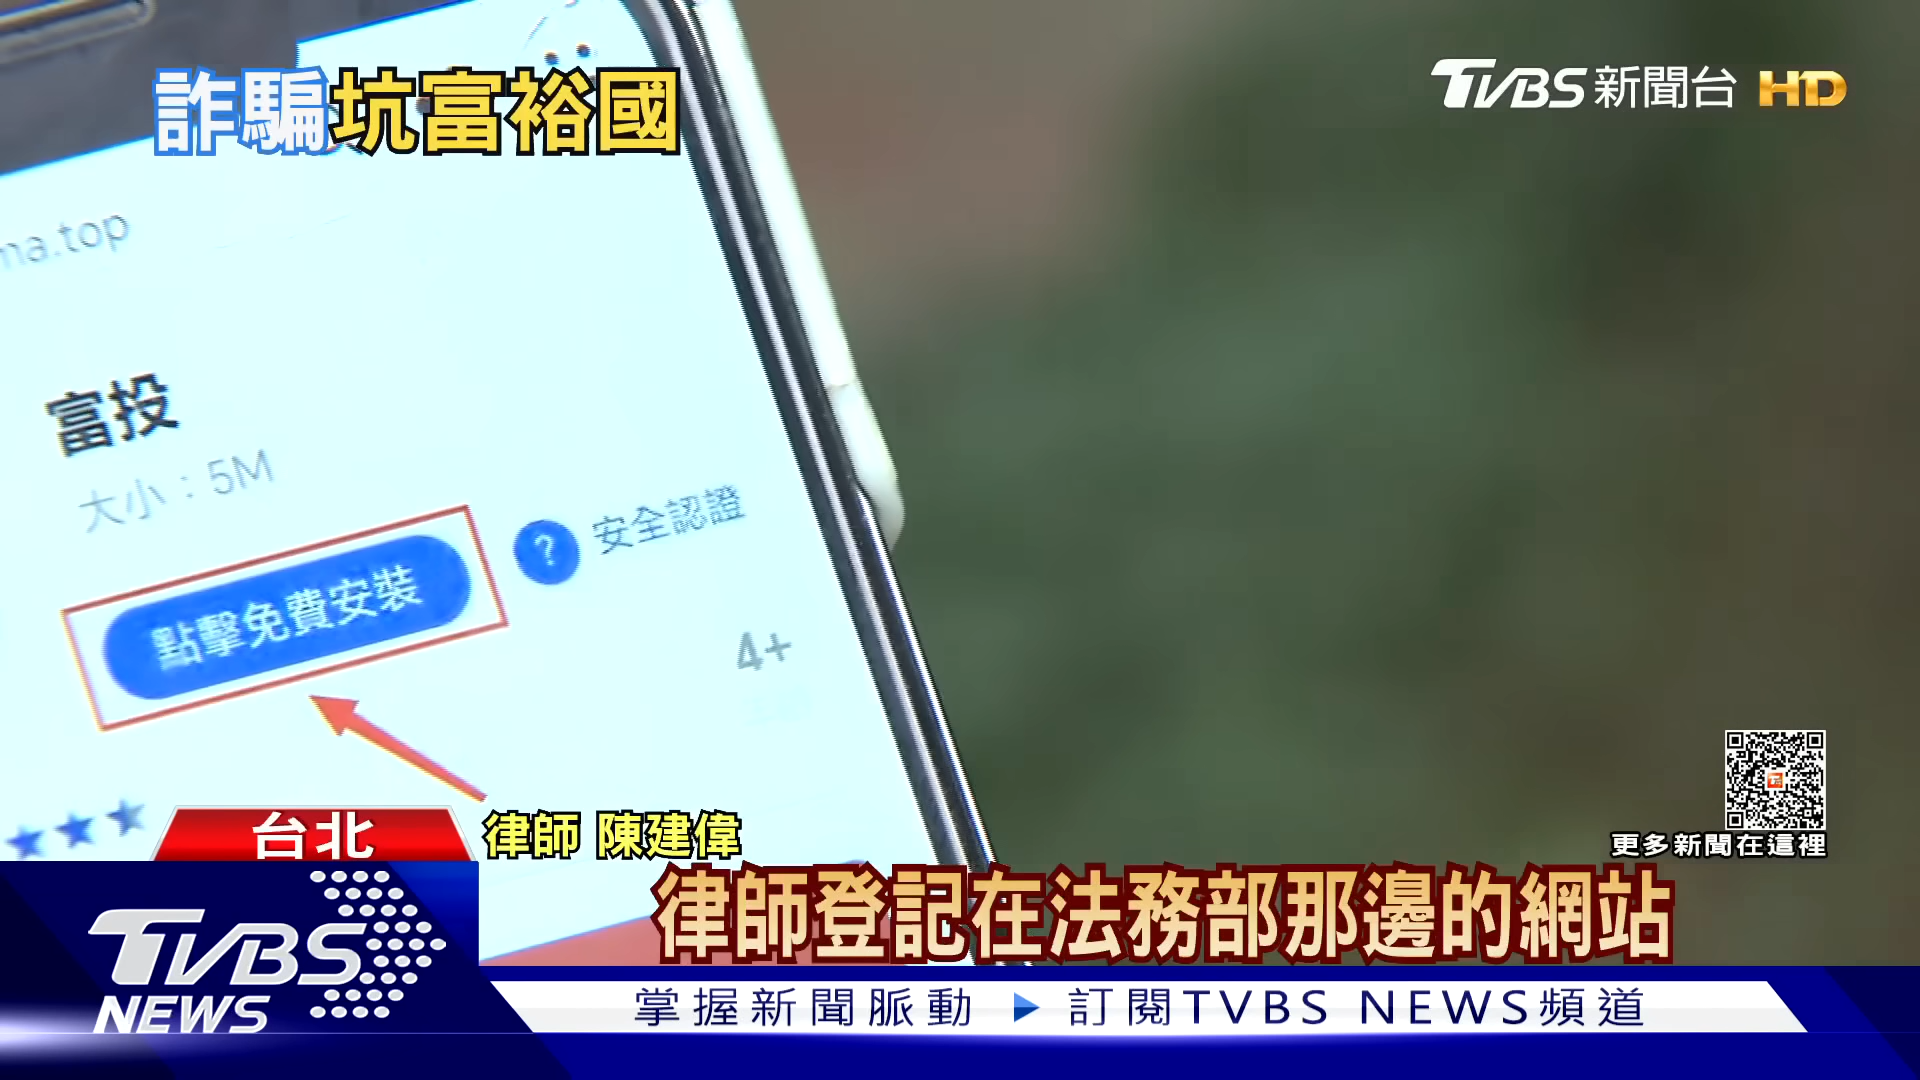 詐騙坑富裕國
TVBS新聞台 HD
na.top
富投
大小：5M
點擊免費安裝
? 安全認證
4+
更多新聞在這裡
台北
律師 陳建偉
律師登記在法務部那邊的網站
TVBS
NEWS
掌握新聞脈動 ▶ 訂閱TVBS NEWS頻道